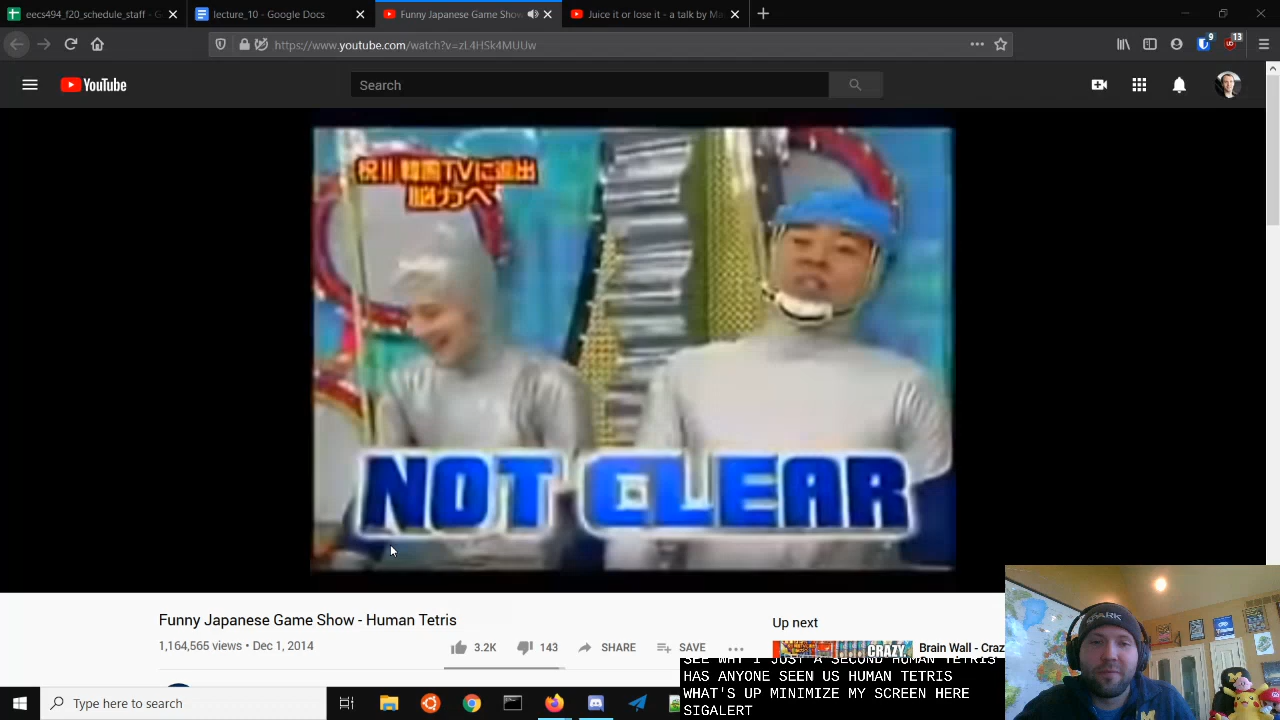 eecs494_f20_schedule_staff - G
lecture_10 - Google Docs
Funny Japanese Game Show
Juice it or lose it - a talk by Ma
https://www.youtube.com/watch?v=zL4HSk4MUUw
9
13
YouTube
Search
祝!! 韓国TVに進出
脳カベ
NOT CLEAR
Funny Japanese Game Show - Human Tetris
1,164,565 views • Dec 1, 2014
3.2K
143
SHARE
SAVE
Up next
CRAZY
Brain Wall - Craz
SEE WHY I JUST A SECOND HUMAN TETRIS
HAS ANYONE SEEN US HUMAN TETRIS
WHAT'S UP MINIMIZE MY SCREEN HERE
SIGALERT
Type here to search